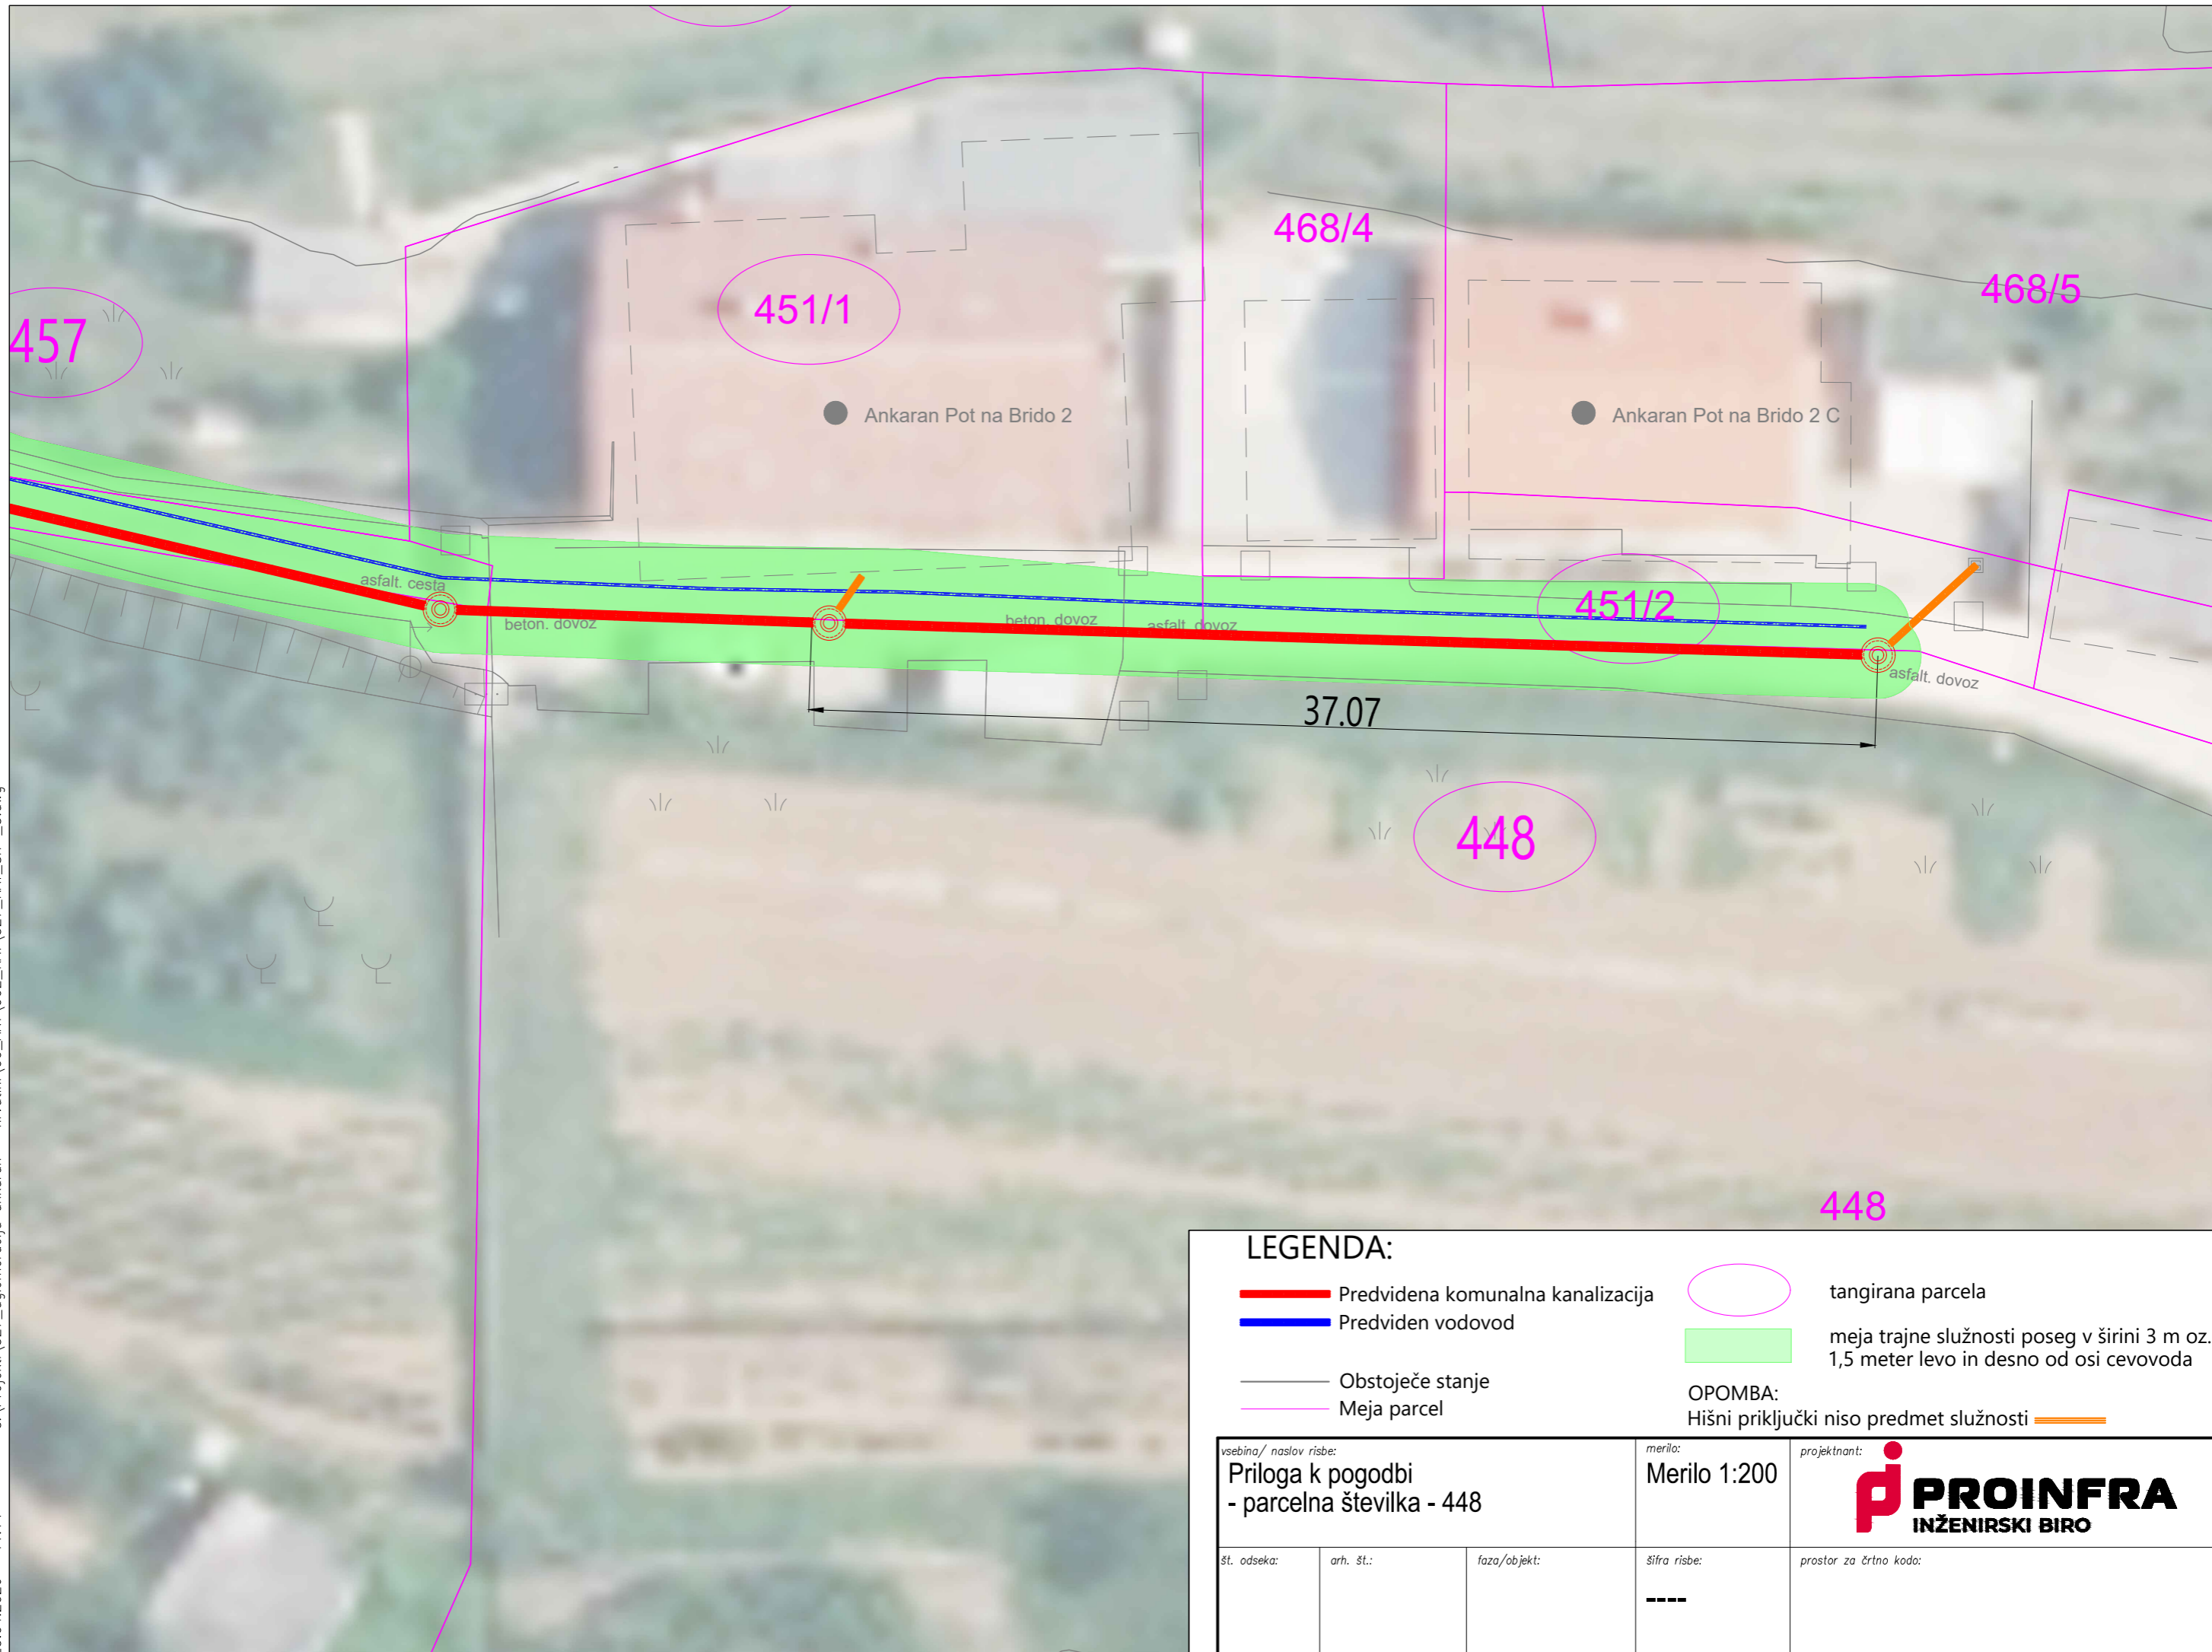 468/4
468/5
451/1
457
Ankaran Pot na Brido 2
Ankaran Pot na Brido 2 C
asfalt. cesta
beton. dovoz
beton. dovoz
asfalt. dovoz
451/2
asfalt. dovoz
37.07
448
448
LEGENDA:
Predvidena komunalna kanalizacija
Predviden vodovod
Obstoječe stanje
Meja parcel
tangirana parcela
meja trajne služnosti poseg v širini 3 m oz.
1,5 meter levo in desno od osi cevovoda
OPOMBA:
Hišni priključki niso predmet služnosti
vsebina/ naslov risbe:
Priloga k pogodbi
- parcelna številka - 448
merilo:
Merilo 1:200
projektnant:
PROINFRA
INŽENIRSKI BIRO
št. odseka:
arh. št.:
faza/objekt:
šifra risbe:
----
prostor za črtno kodo: